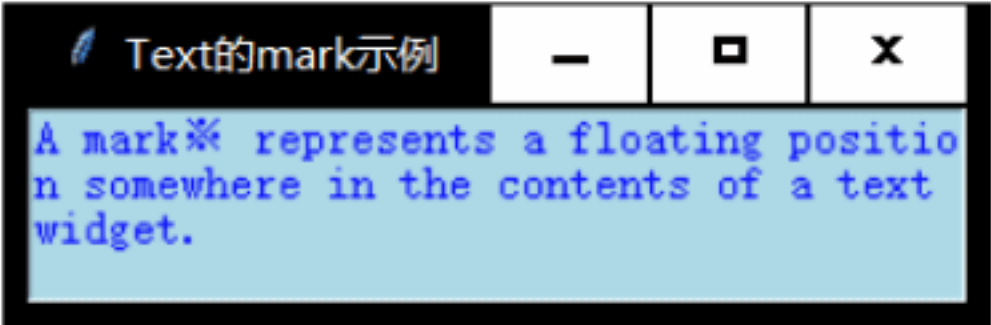 Text的mark示例
A mark※ represents a floating positio
n somewhere in the contents of a text
widget.